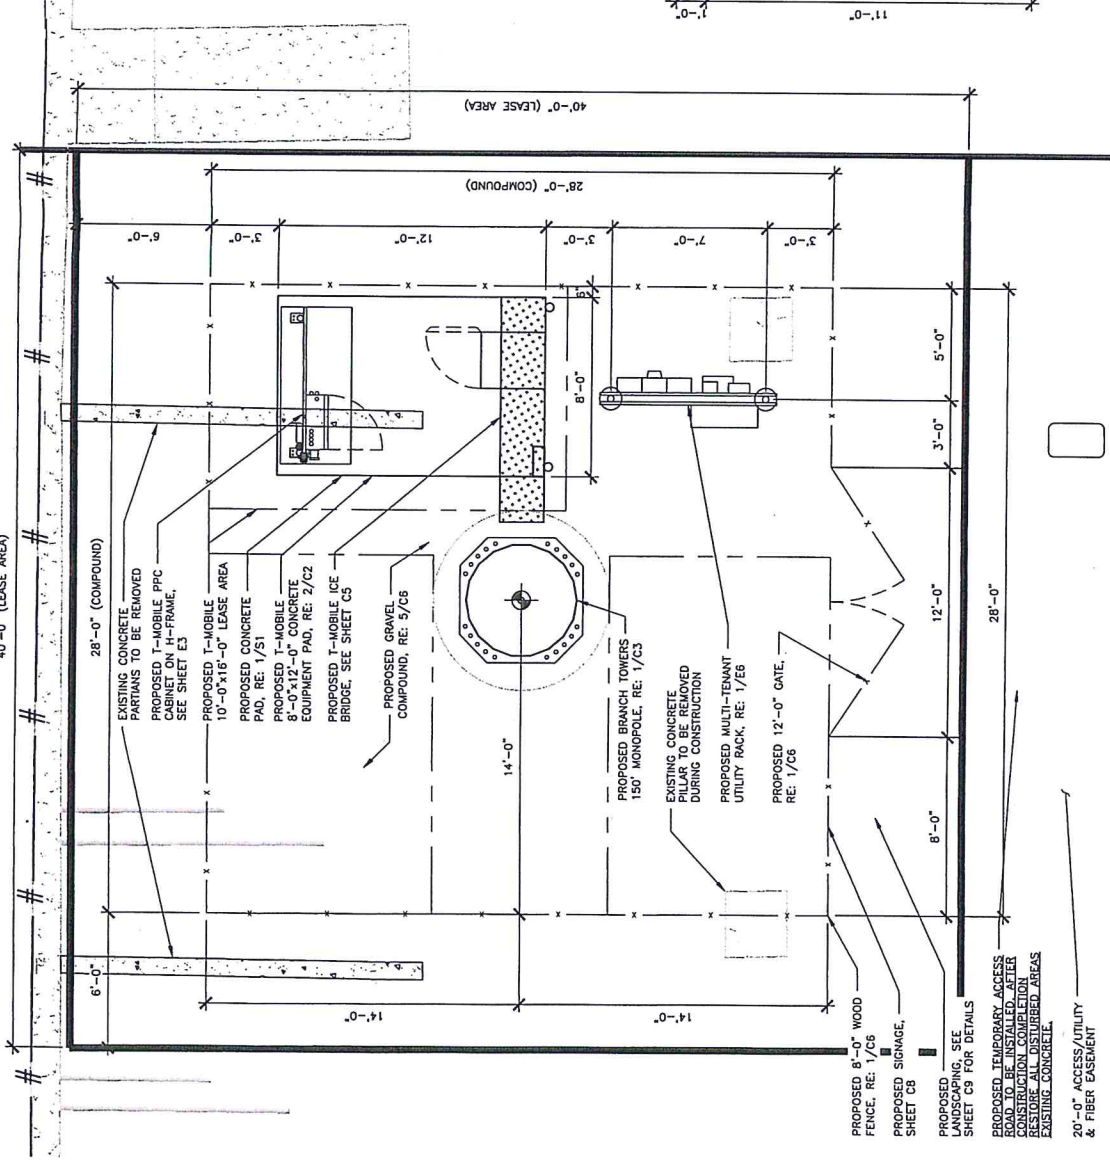 1'-0"
11'-0"
40'-0" (LEASE AREA)
40'-0" (LEASE AREA)
28'-0" (COMPOUND)
28'-0" (COMPOUND)
6'-0"
3'-0"
12'-0"
3'-0"
7'-0"
3'-0"
6'-0"
EXISTING CONCRETE
PARTIANS TO BE REMOVED
PROPOSED T-MOBILE PPC
CABINET ON H-FRAME,
SEE SHEET E3
PROPOSED T-MOBILE
10'-0"x16'-0" LEASE AREA
PROPOSED CONCRETE
PAD, RE: 1/S1
PROPOSED T-MOBILE
8'-0"x12'-0" CONCRETE
EQUIPMENT PAD, RE: 2/C2
PROPOSED T-MOBILE ICE
BRIDGE, SEE SHEET C5
PROPOSED GRAVEL
COMPOUND, RE: 5/C6
6"
8'-0"
14'-0"
14'-0"
14'-0"
PROPOSED BRANCH TOWERS
150' MONOPOLE, RE: 1/C3
EXISTING CONCRETE
PILLAR TO BE REMOVED
DURING CONSTRUCTION
PROPOSED MULTI-TENANT
UTILITY RACK, RE: 1/E6
PROPOSED 12'-0" GATE,
RE: 1/C6
5'-0"
3'-0"
12'-0"
8'-0"
28'-0"
PROPOSED 8'-0" WOOD
FENCE, RE: 1/C6
PROPOSED SIGNAGE,
SHEET C8
PROPOSED
LANDSCAPING, SEE
SHEET C9 FOR DETAILS
PROPOSED TEMPORARY ACCESS
ROAD TO BE INSTALLED. AFTER
CONSTRUCTION COMPLETION
RESTORE ALL DISTURBED AREAS
EXISTING CONCRETE.
20'-0" ACCESS/UTILITY
& FIBER EASEMENT